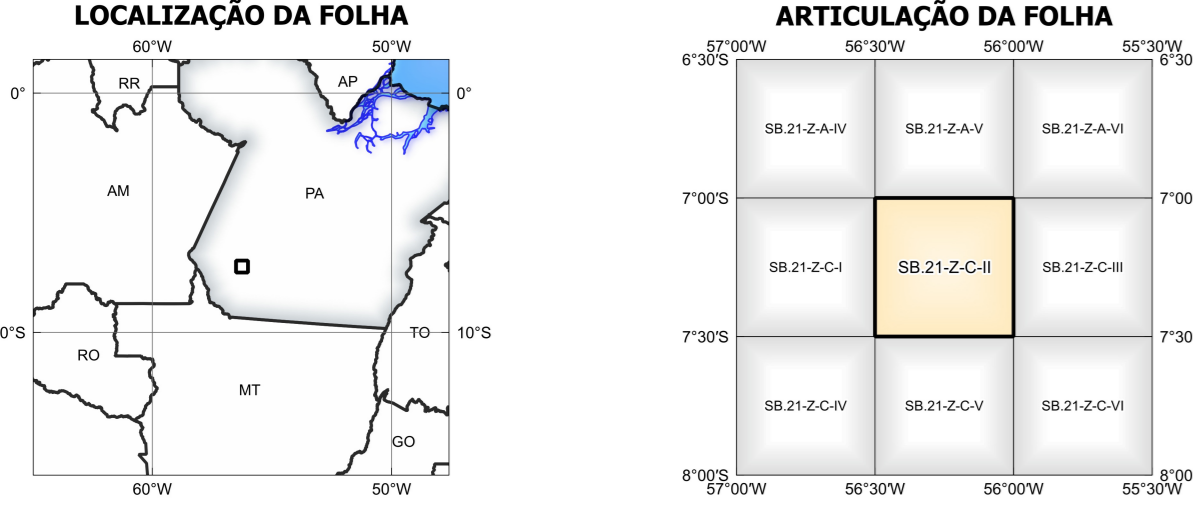 LOCALIZAÇÃO DA FOLHA
60°W 50°W
RR
AP
0° 0°
AM
PA
0°S TO 10°S
RO
MT
GO
60°W 50°W
ARTICULAÇÃO DA FOLHA
57°00'W 56°30'W 56°00'W 55°30'W
6°30'S 6°30
SB.21-Z-A-IV SB.21-Z-A-V SB.21-Z-A-VI
7°00'S 7°00
SB.21-Z-C-I SB.21-Z-C-II SB.21-Z-C-III
7°30'S 7°30
SB.21-Z-C-IV SB.21-Z-C-V SB.21-Z-C-VI
8°00'S 8°00
57°00'W 56°30'W 56°00'W 55°30'W